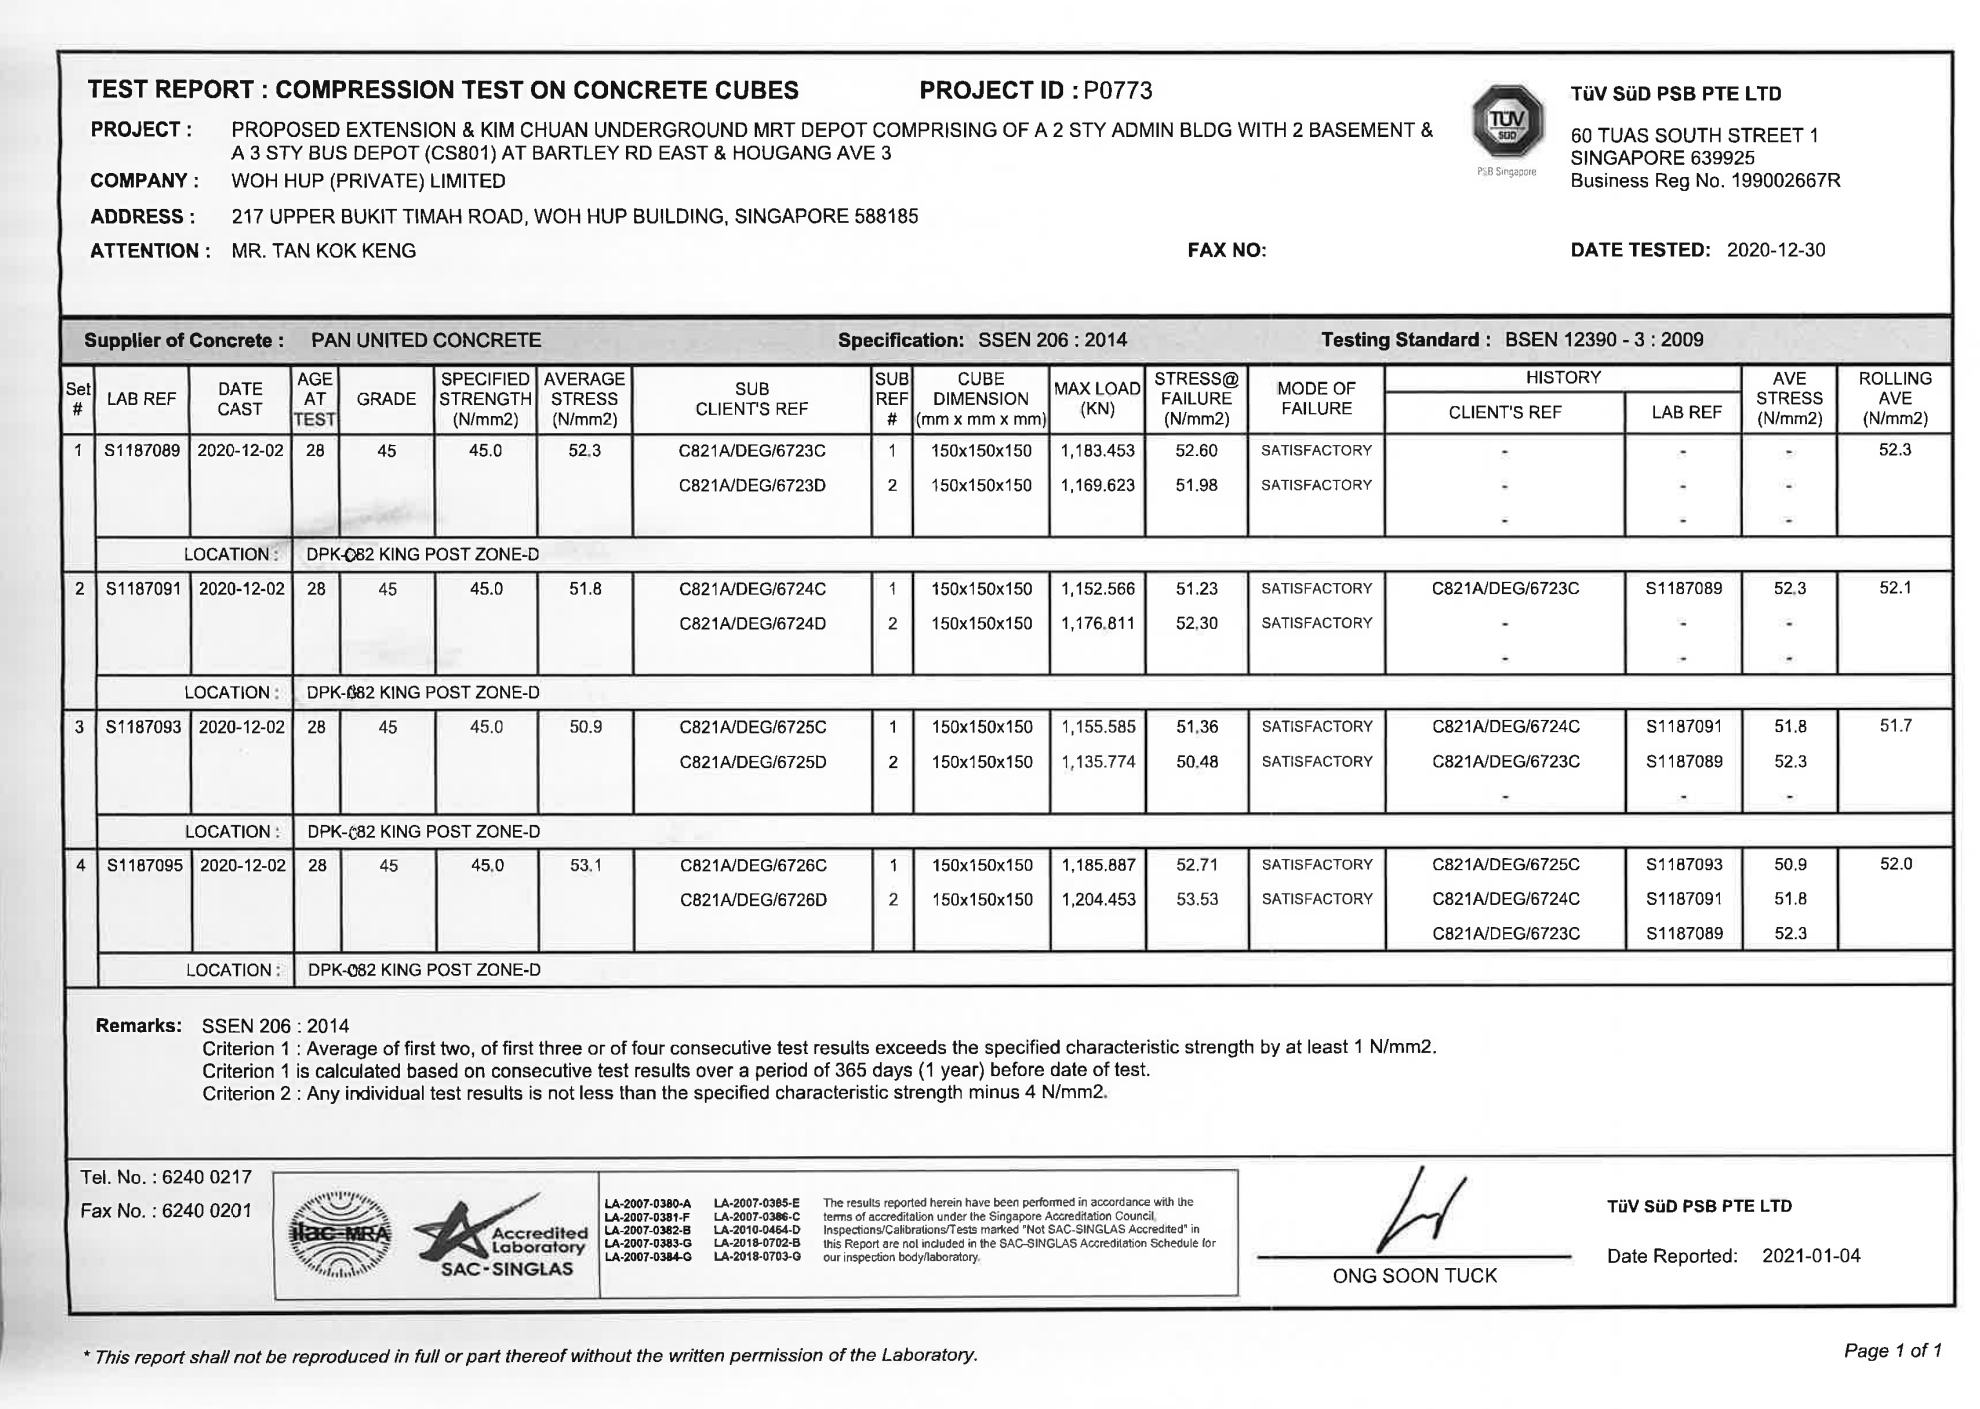 TEST REPORT : COMPRESSION TEST ON CONCRETE CUBES PROJECT ID : P0773
PROJECT : PROPOSED EXTENSION & KIM CHUAN UNDERGROUND MRT DEPOT COMPRISING OF A 2 STY ADMIN BLDG WITH 2 BASEMENT &
A 3 STY BUS DEPOT (CS801) AT BARTLEY RD EAST & HOUGANG AVE 3
COMPANY : WOH HUP (PRIVATE) LIMITED
ADDRESS : 217 UPPER BUKIT TIMAH ROAD, WOH HUP BUILDING, SINGAPORE 588185
ATTENTION : MR. TAN KOK KENG FAX NO:
TÜV
SÜD
PSB Singapore
TüV SüD PSB PTE LTD
60 TUAS SOUTH STREET 1
SINGAPORE 639925
Business Reg No. 199002667R
DATE TESTED: 2020-12-30
Supplier of Concrete : PAN UNITED CONCRETE Specification: SSEN 206 : 2014 Testing Standard : BSEN 12390 - 3 : 2009
Set # LAB REF DATE CAST AGE AT TEST GRADE SPECIFIED STRENGTH (N/mm2) AVERAGE STRESS (N/mm2) SUB CLIENT'S REF SUB REF # CUBE DIMENSION (mm x mm x mm) MAX LOAD (KN) STRESS@ FAILURE (N/mm2) MODE OF FAILURE HISTORY CLIENT'S REF LAB REF AVE STRESS (N/mm2) ROLLING AVE (N/mm2)
1 S1187089 2020-12-02 28 45 45.0 52.3 C821A/DEG/6723C 1 150x150x150 1,183.453 52.60 SATISFACTORY - - - 52.3
C821A/DEG/6723D 2 150x150x150 1,169.623 51.98 SATISFACTORY - - -
- - -
LOCATION : DPK-082 KING POST ZONE-D
2 S1187091 2020-12-02 28 45 45.0 51.8 C821A/DEG/6724C 1 150x150x150 1,152.566 51.23 SATISFACTORY C821A/DEG/6723C S1187089 52.3 52.1
C821A/DEG/6724D 2 150x150x150 1,176.811 52.30 SATISFACTORY - - -
- - -
LOCATION : DPK-082 KING POST ZONE-D
3 S1187093 2020-12-02 28 45 45.0 50.9 C821A/DEG/6725C 1 150x150x150 1,155.585 51.36 SATISFACTORY C821A/DEG/6724C S1187091 51.8 51.7
C821A/DEG/6725D 2 150x150x150 1,135.774 50.48 SATISFACTORY C821A/DEG/6723C S1187089 52.3
- - -
LOCATION : DPK-082 KING POST ZONE-D
4 S1187095 2020-12-02 28 45 45.0 53.1 C821A/DEG/6726C 1 150x150x150 1,185.887 52.71 SATISFACTORY C821A/DEG/6725C S1187093 50.9 52.0
C821A/DEG/6726D 2 150x150x150 1,204.453 53.53 SATISFACTORY C821A/DEG/6724C S1187091 51.8
C821A/DEG/6723C S1187089 52.3
LOCATION : DPK-082 KING POST ZONE-D
Remarks: SSEN 206 : 2014
Criterion 1 : Average of first two, of first three or of four consecutive test results exceeds the specified characteristic strength by at least 1 N/mm2.
Criterion 1 is calculated based on consecutive test results over a period of 365 days (1 year) before date of test.
Criterion 2 : Any individual test results is not less than the specified characteristic strength minus 4 N/mm2.
Tel. No. : 6240 0217
Fax No. : 6240 0201
ilac-MRA
Accredited
Laboratory
SAC-SINGLAS
LA-2007-0380-A LA-2007-0385-E
LA-2007-0381-F LA-2007-0386-C
LA-2007-0382-B LA-2010-0464-D
LA-2007-0383-G LA-2018-0702-B
LA-2007-0384-G LA-2018-0703-G
The results reported herein have been performed in accordance with the
terms of accreditation under the Singapore Accreditation Council,
Inspections/Calibrations/Tests marked "Not SAC-SINGLAS Accredited" in
this Report are not included in the SAC-SINGLAS Accreditation Schedule for
our inspection body/laboratory.
ONG SOON TUCK
TüV SüD PSB PTE LTD
Date Reported: 2021-01-04
* This report shall not be reproduced in full or part thereof without the written permission of the Laboratory.
Page 1 of 1